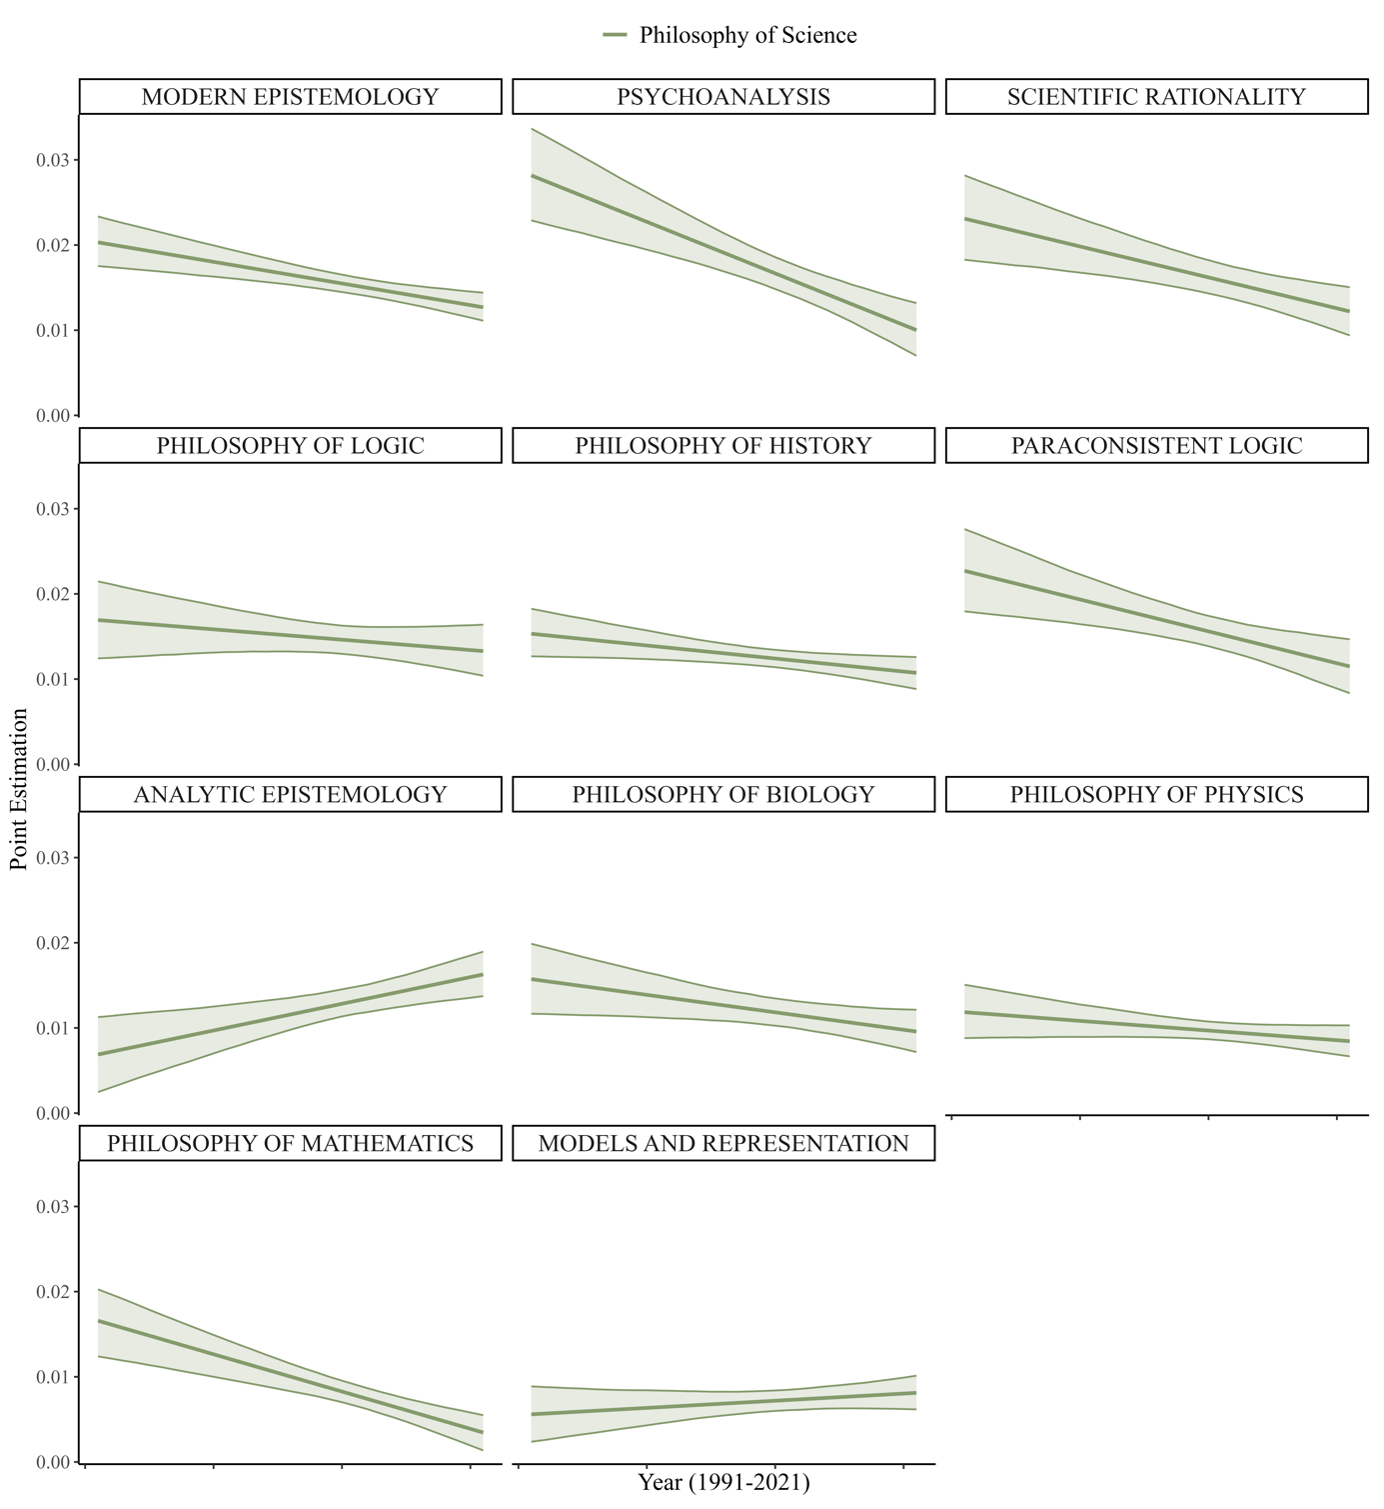 Philosophy of Science
MODERN EPISTEMOLOGY
PSYCHOANALYSIS
SCIENTIFIC RATIONALITY
0.03
0.02
0.01
0.00
PHILOSOPHY OF LOGIC
PHILOSOPHY OF HISTORY
PARACONSISTENT LOGIC
0.03
0.02
0.01
0.00
Point Estimation
ANALYTIC EPISTEMOLOGY
PHILOSOPHY OF BIOLOGY
PHILOSOPHY OF PHYSICS
0.03
0.02
0.01
0.00
PHILOSOPHY OF MATHEMATICS
MODELS AND REPRESENTATION
0.03
0.02
0.01
0.00
Year (1991-2021)